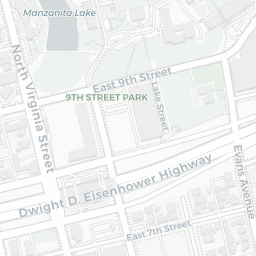 Manzanita Lake
East 9th Street
9TH STREET PARK
Lake Street
North Virginia Street
Evans Avenue
Dwight D. Eisenhower Highway
East 7th Street